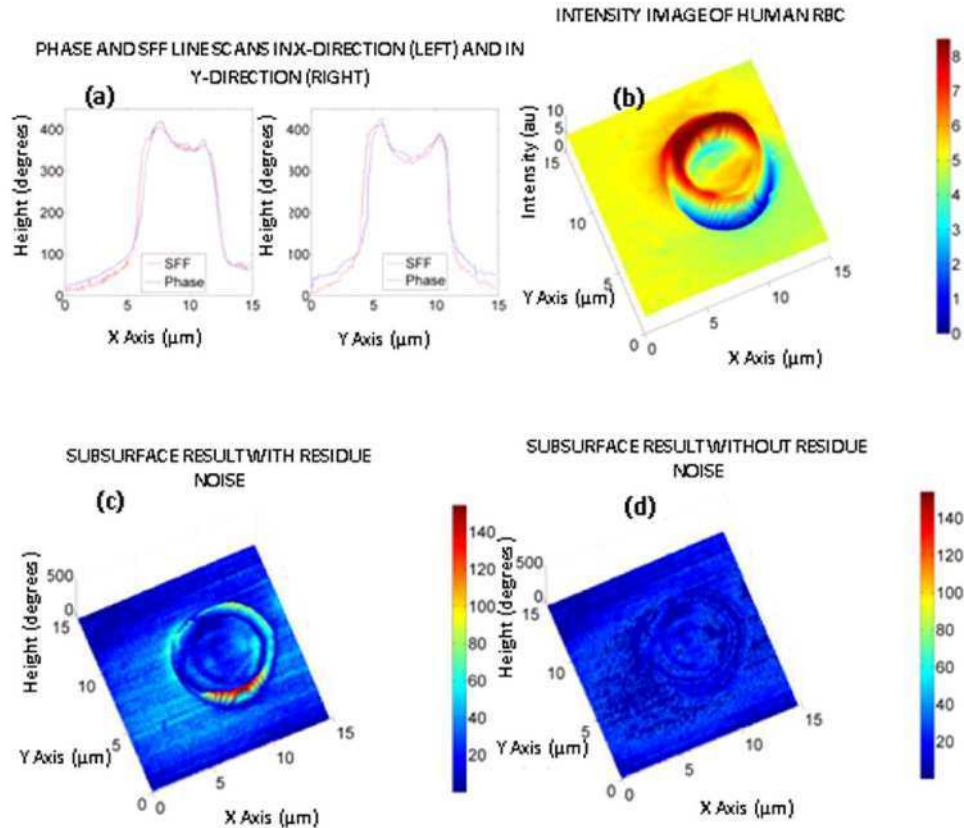 PHASE AND SFF LINE SCANS IN X-DIRECTION (LEFT) AND IN
Y-DIRECTION (RIGHT)
(a)
Height (degrees)
400
300
200
100
0
SFF
Phase
0
5
10
15
X Axis (μm)
Height (degrees)
400
300
200
100
0
SFF
Phase
0
5
10
15
Y Axis (μm)
INTENSITY IMAGE OF HUMAN RBC
(b)
Intensity (au)
10
5
0
15
10
5
0
Y Axis (μm)
0
5
10
15
X Axis (μm)
8
7
6
5
4
3
2
1
0
SUBSURFACE RESULT WITH RESIDUE
NOISE
(c)
Height (degrees)
500
0
15
10
5
0
Y Axis (μm)
0
5
10
15
X Axis (μm)
140
120
100
80
60
40
20
SUBSURFACE RESULT WITHOUT RESIDUE
NOISE
(d)
Height (degrees)
500
0
15
10
5
0
Y Axis (μm)
0
5
10
15
X Axis (μm)
140
120
100
80
60
40
20